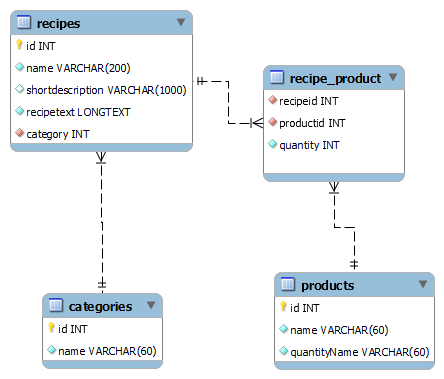 recipes
id INT
name VARCHAR(200)
shortdescription VARCHAR(1000)
recipetext LONGTEXT
category INT
recipe_product
recipeid INT
productid INT
quantity INT
categories
id INT
name VARCHAR(60)
products
id INT
name VARCHAR(60)
quantityName VARCHAR(60)